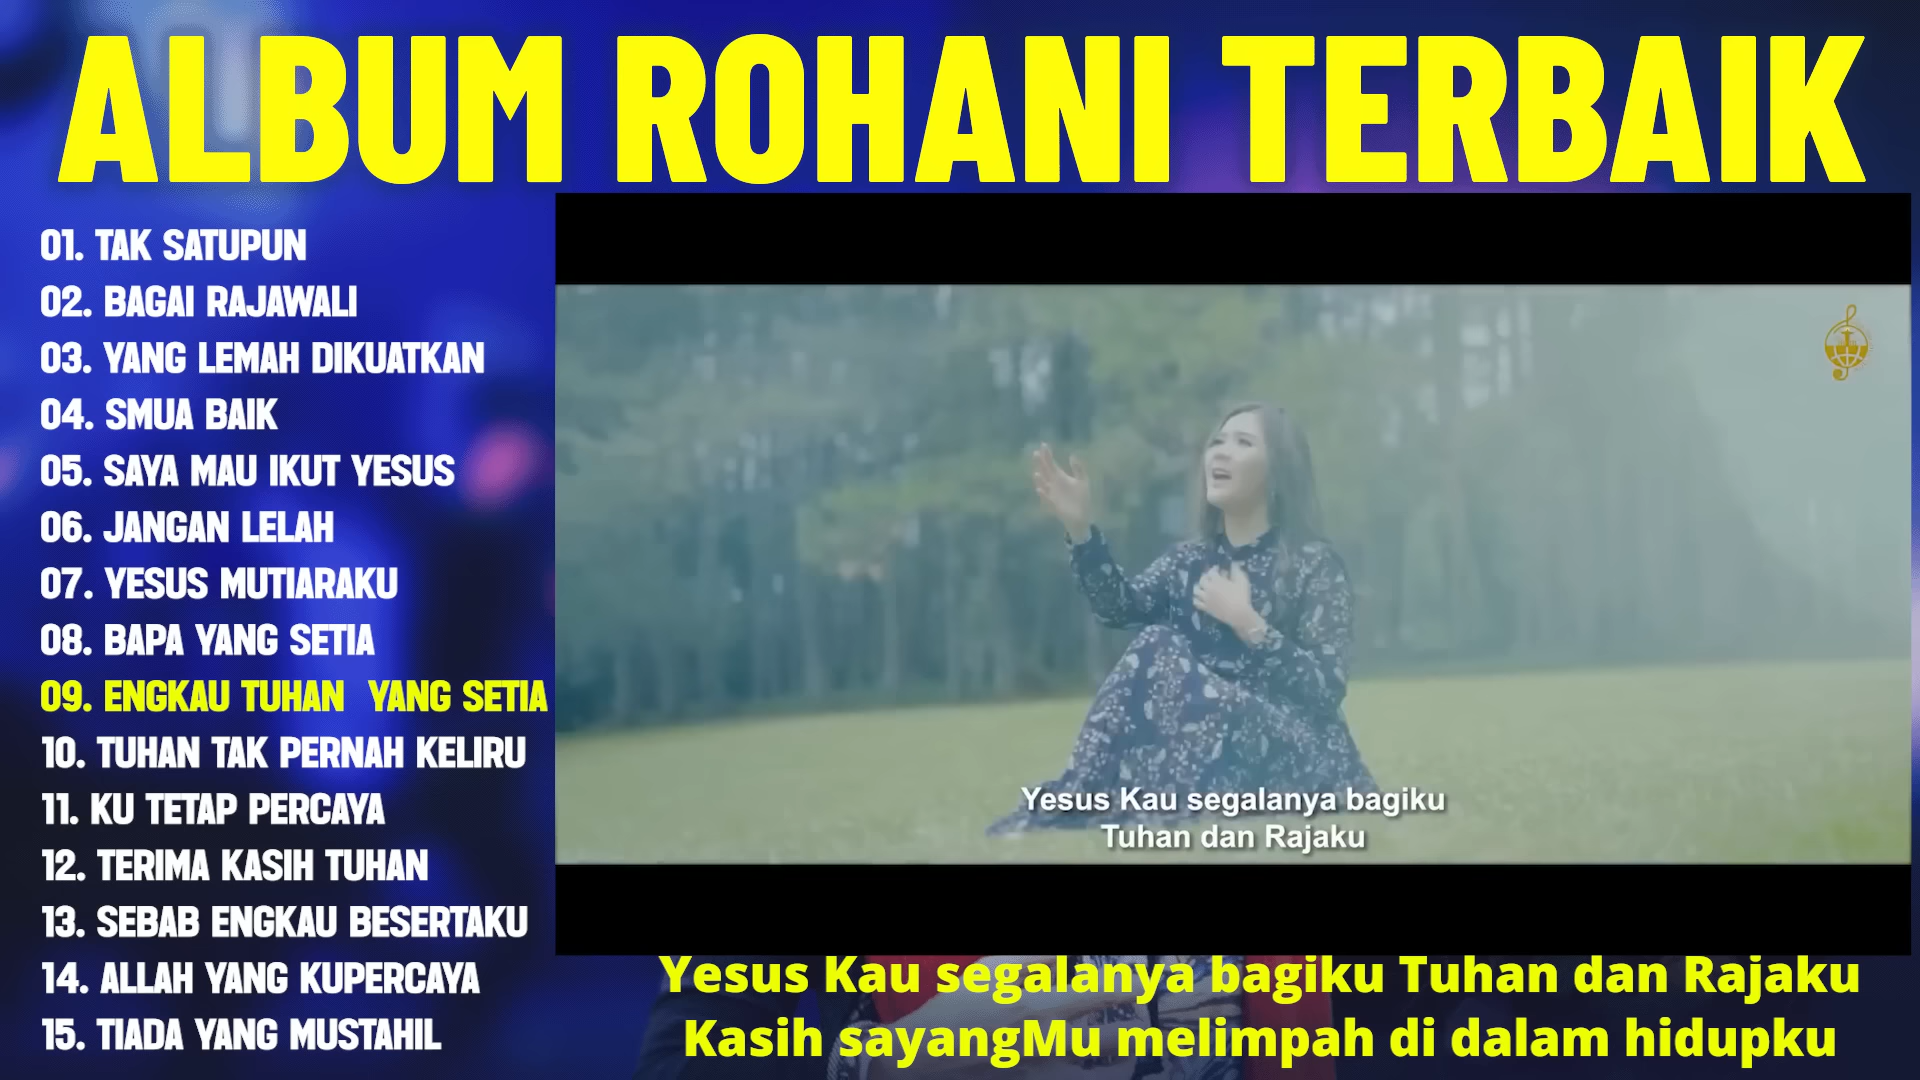 ALBUM ROHANI TERBAIK
01. TAK SATUPUN
02. BAGAI RAJAWALI
03. YANG LEMAH DIKUATKAN
04. SMUA BAIK
05. SAYA MAU IKUT YESUS
06. JANGAN LELAH
07. YESUS MUTIARAKU
08. BAPA YANG SETIA
09. ENGKAU TUHAN YANG SETIA
10. TUHAN TAK PERNAH KELIRU
11. KU TETAP PERCAYA
12. TERIMA KASIH TUHAN
13. SEBAB ENGKAU BESERTAKU
14. ALLAH YANG KUPERCAYA
15. TIADA YANG MUSTAHIL
Yesus Kau segalanya bagiku
Tuhan dan Rajaku
Yesus Kau segalanya bagiku Tuhan dan Rajaku
Kasih sayangMu melimpah di dalam hidupku